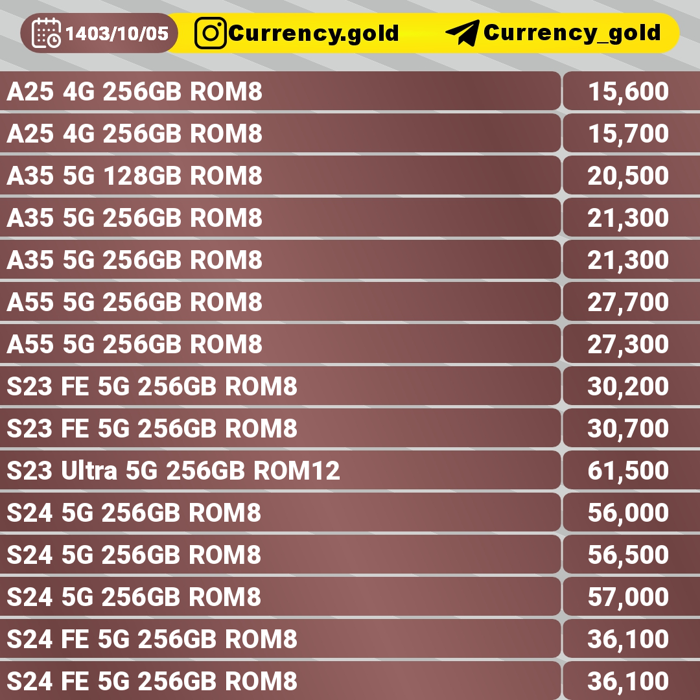 1403/10/05 Currency.gold Currency_gold
A25 4G 256GB ROM8 15,600
A25 4G 256GB ROM8 15,700
A35 5G 128GB ROM8 20,500
A35 5G 256GB ROM8 21,300
A35 5G 256GB ROM8 21,300
A55 5G 256GB ROM8 27,700
A55 5G 256GB ROM8 27,300
S23 FE 5G 256GB ROM8 30,200
S23 FE 5G 256GB ROM8 30,700
S23 Ultra 5G 256GB ROM12 61,500
S24 5G 256GB ROM8 56,000
S24 5G 256GB ROM8 56,500
S24 5G 256GB ROM8 57,000
S24 FE 5G 256GB ROM8 36,100
S24 FE 5G 256GB ROM8 36,100